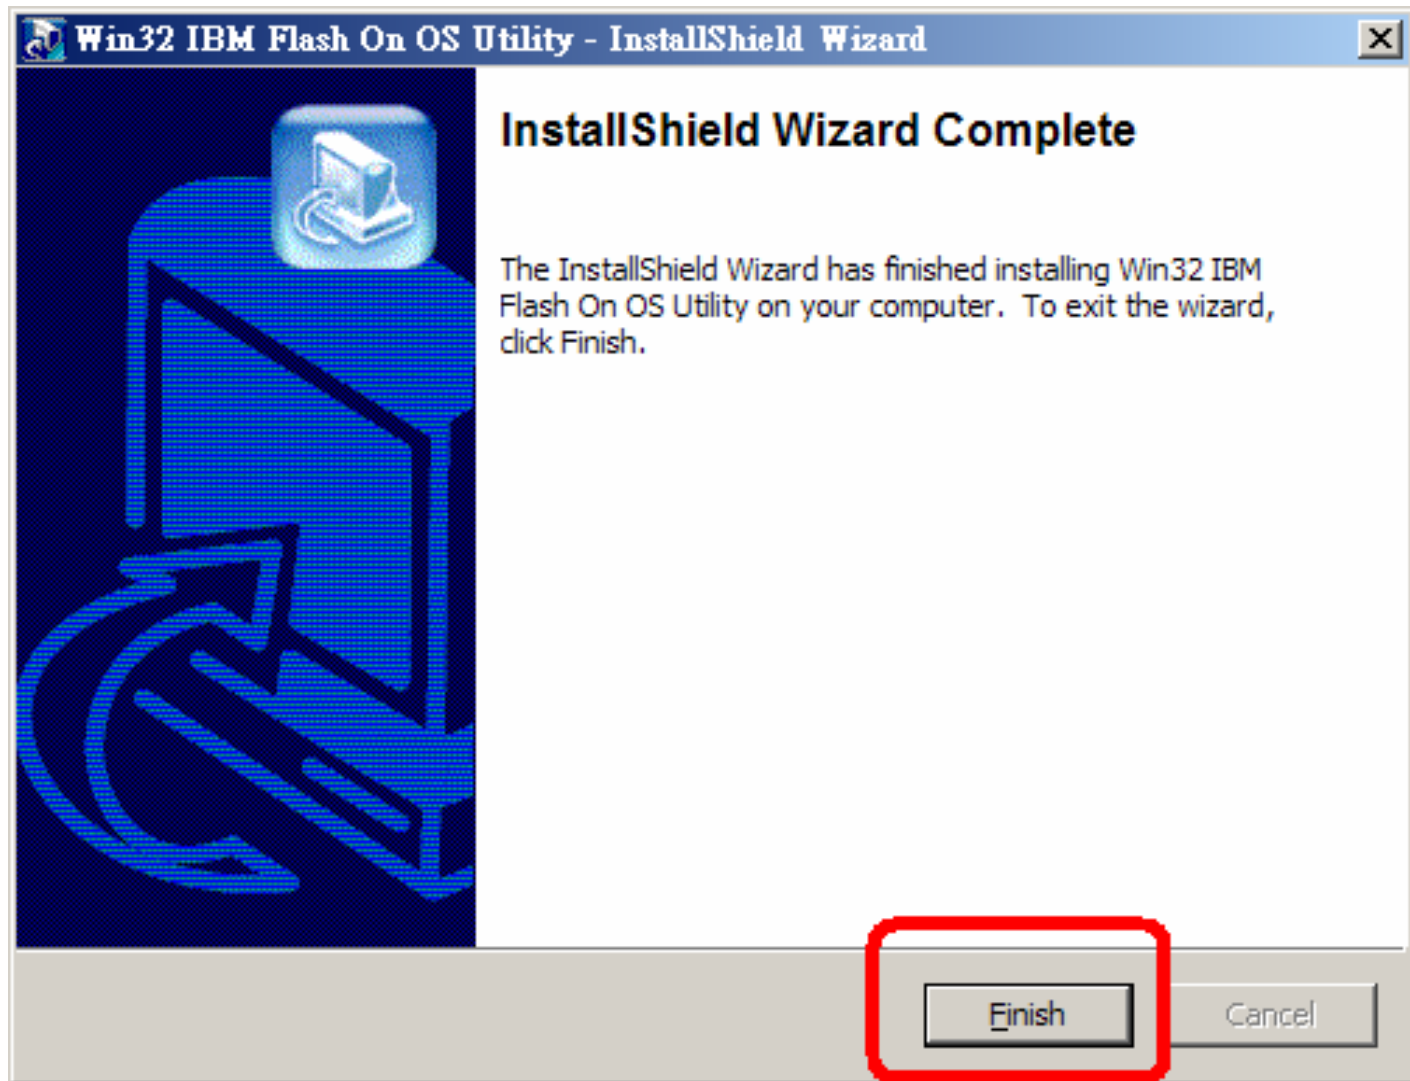 Win32 IBM Flash On OS Utility - InstallShield Wizard
InstallShield Wizard Complete
The InstallShield Wizard has finished installing Win32 IBM
Flash On OS Utility on your computer.  To exit the wizard,
click Finish.
Finish
Cancel